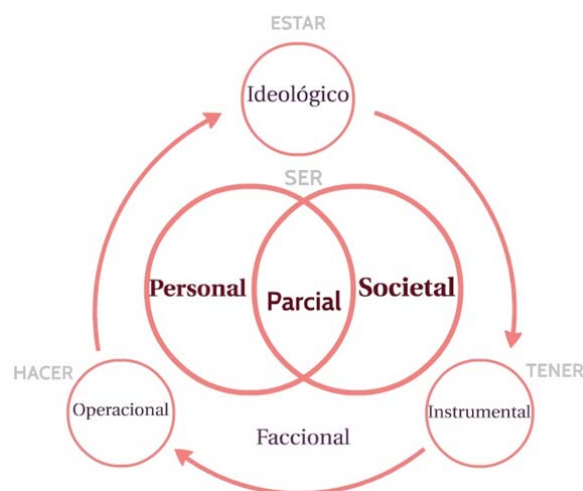 ESTAR
Ideológico
SER
Personal
Parcial
Societal
HACER
TENER
Operacional
Instrumental
Faccional